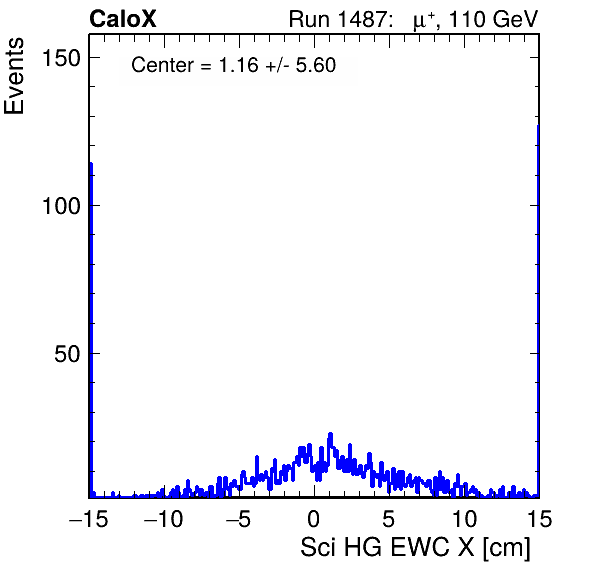 CaloX Run 1487: μ⁺, 110 GeV
Center = 1.16 +/- 5.60
Events
150
100
50
−15 −10 −5 0 5 10 15
Sci HG EWC X [cm]